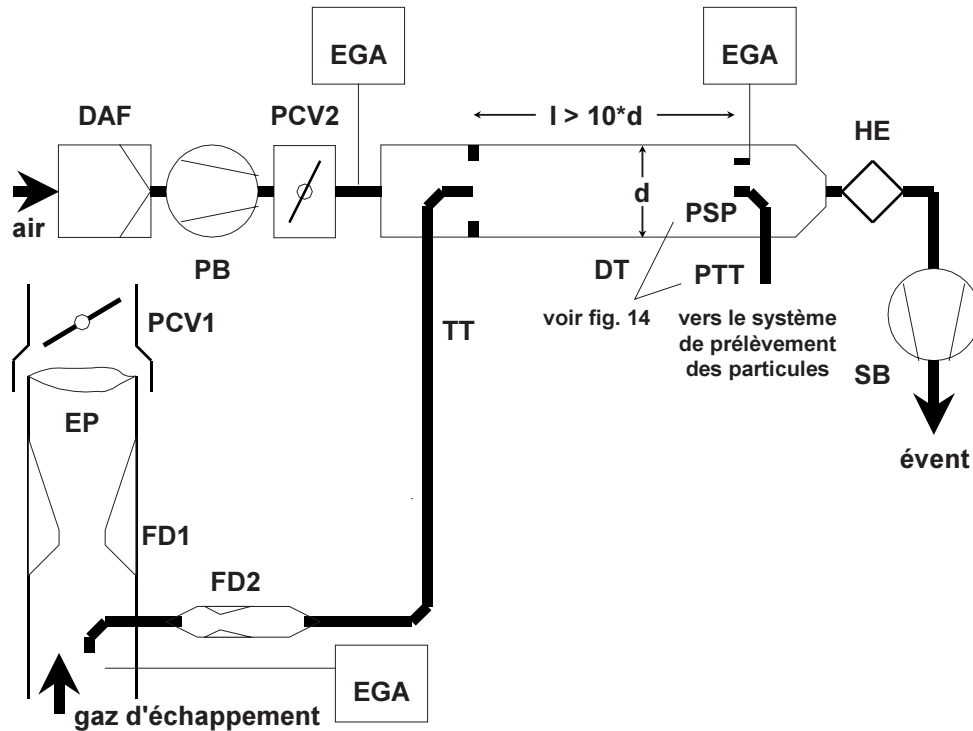 EGA
EGA
DAF
PCV2
l > 10*d
HE
air
d
PSP
PB
DT
PTT
PCV1
TT
voir fig. 14
vers le système
de prélèvement
des particules
SB
EP
évent
FD1
FD2
EGA
gaz d'échappement